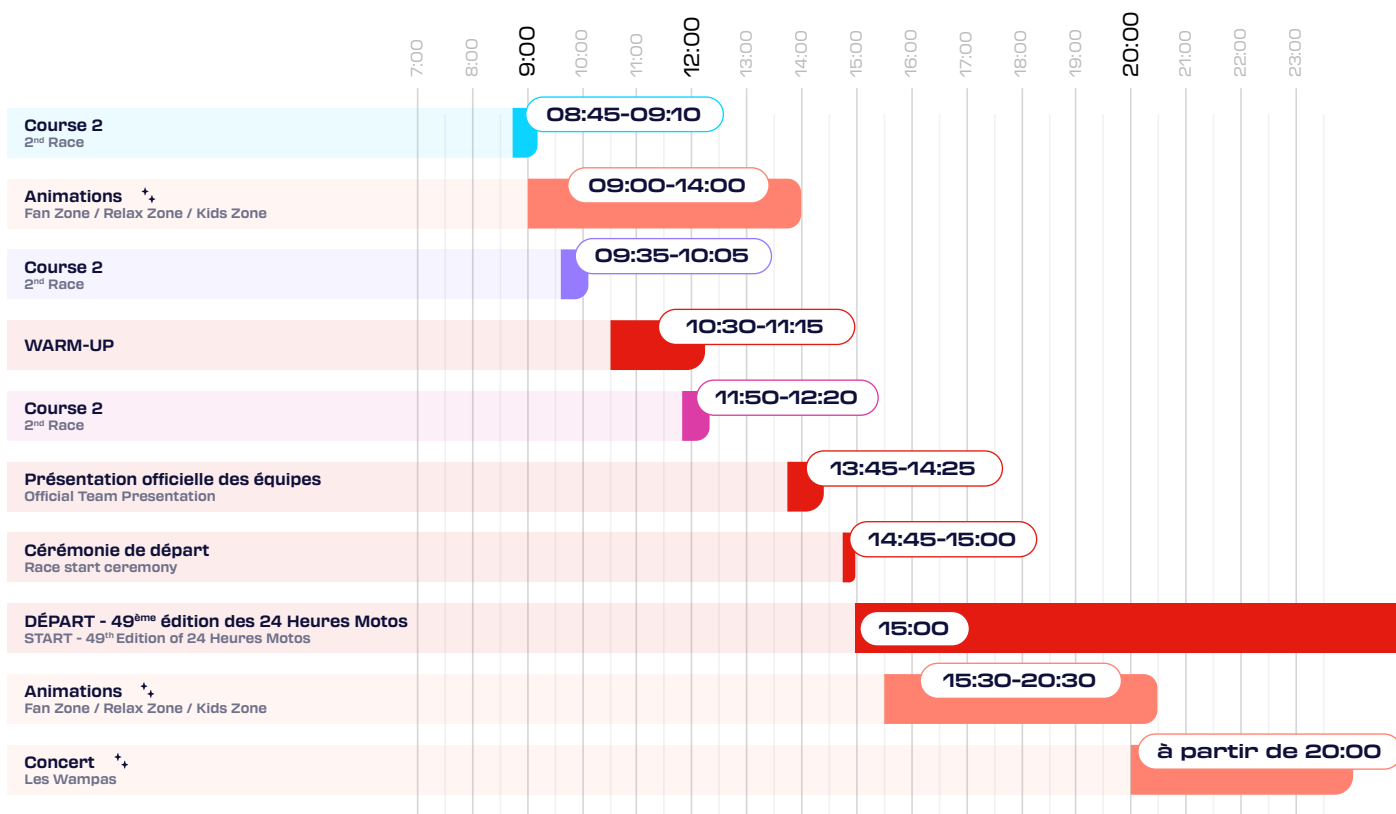 7:00 8:00 9:00 10:00 11:00 12:00 13:00 14:00 15:00 16:00 17:00 18:00 19:00 20:00 21:00 22:00 23:00
Course 2
2nd Race
08:45-09:10
Animations
Fan Zone / Relax Zone / Kids Zone
09:00-14:00
Course 2
2nd Race
09:35-10:05
WARM-UP
10:30-11:15
Course 2
2nd Race
11:50-12:20
Présentation officielle des équipes
Official Team Presentation
13:45-14:25
Cérémonie de départ
Race start ceremony
14:45-15:00
DÉPART - 49ème édition des 24 Heures Motos
START - 49th Edition of 24 Heures Motos
15:00
Animations
Fan Zone / Relax Zone / Kids Zone
15:30-20:30
Concert
Les Wampas
à partir de 20:00